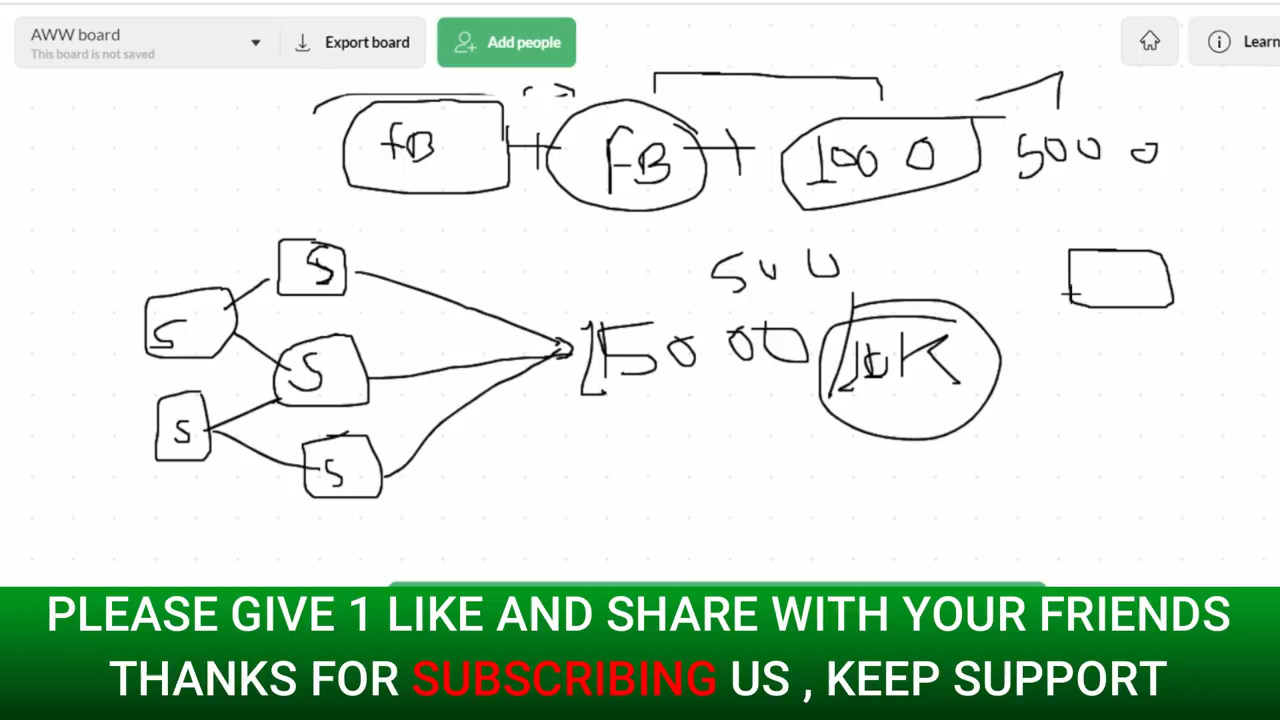 AWW board
This board is not saved
Export board
Add people
Learn
fB + fB + 1000 5000
S
500
S
15000 10K
S
S
S
PLEASE GIVE 1 LIKE AND SHARE WITH YOUR FRIENDS
THANKS FOR SUBSCRIBING US , KEEP SUPPORT